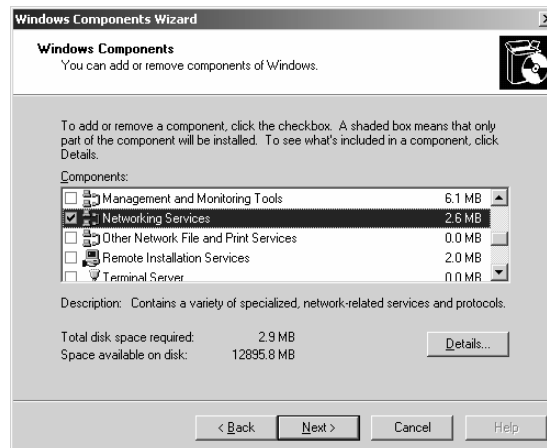 Windows Components Wizard
Windows Components
You can add or remove components of Windows.
To add or remove a component, click the checkbox. A shaded box means that only
part of the component will be installed. To see what's included in a component, click
Details.
Components:
Management and Monitoring Tools 6.1 MB
Networking Services 2.6 MB
Other Network File and Print Services 0.0 MB
Remote Installation Services 2.0 MB
Terminal Server 0.0 MB
Description: Contains a variety of specialized, network-related services and protocols.
Total disk space required: 2.9 MB
Space available on disk: 12895.8 MB
Details...
< Back Next > Cancel Help